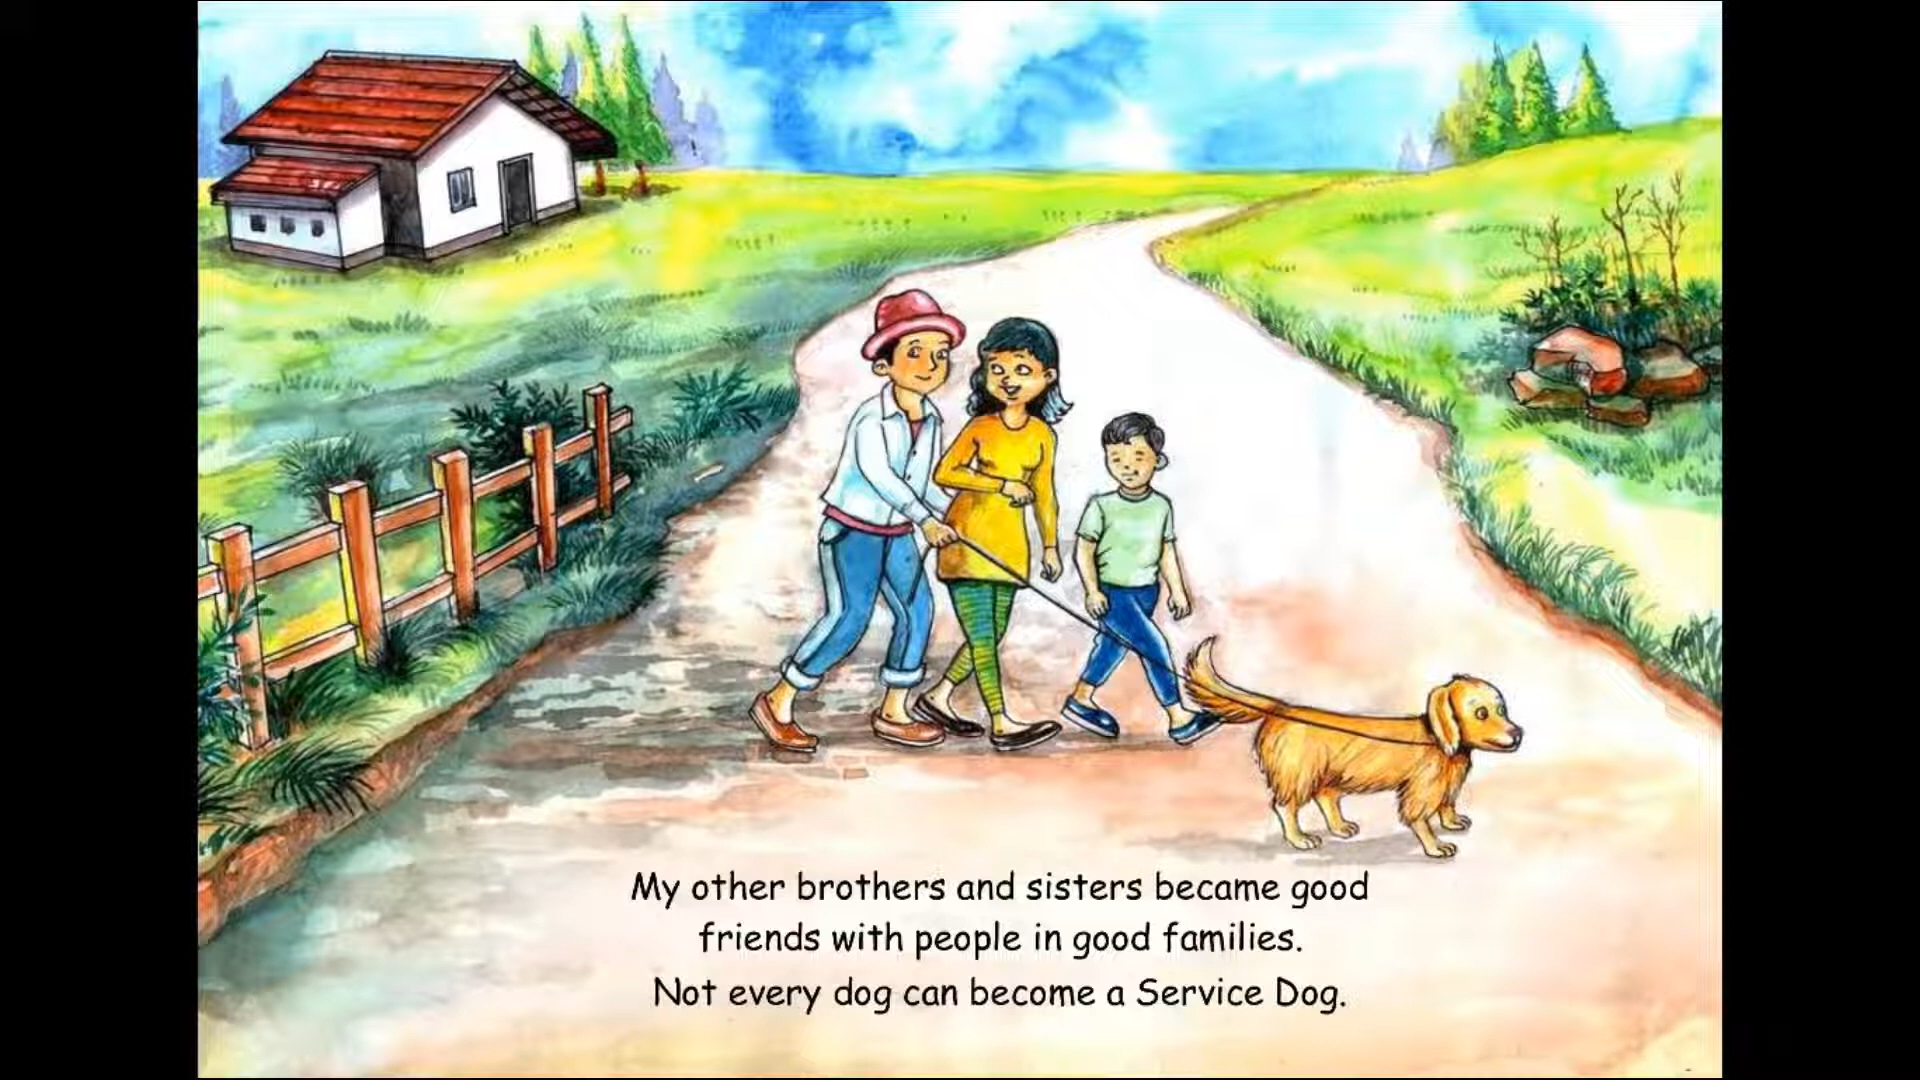 My other brothers and sisters became good
friends with people in good families.
Not every dog can become a Service Dog.